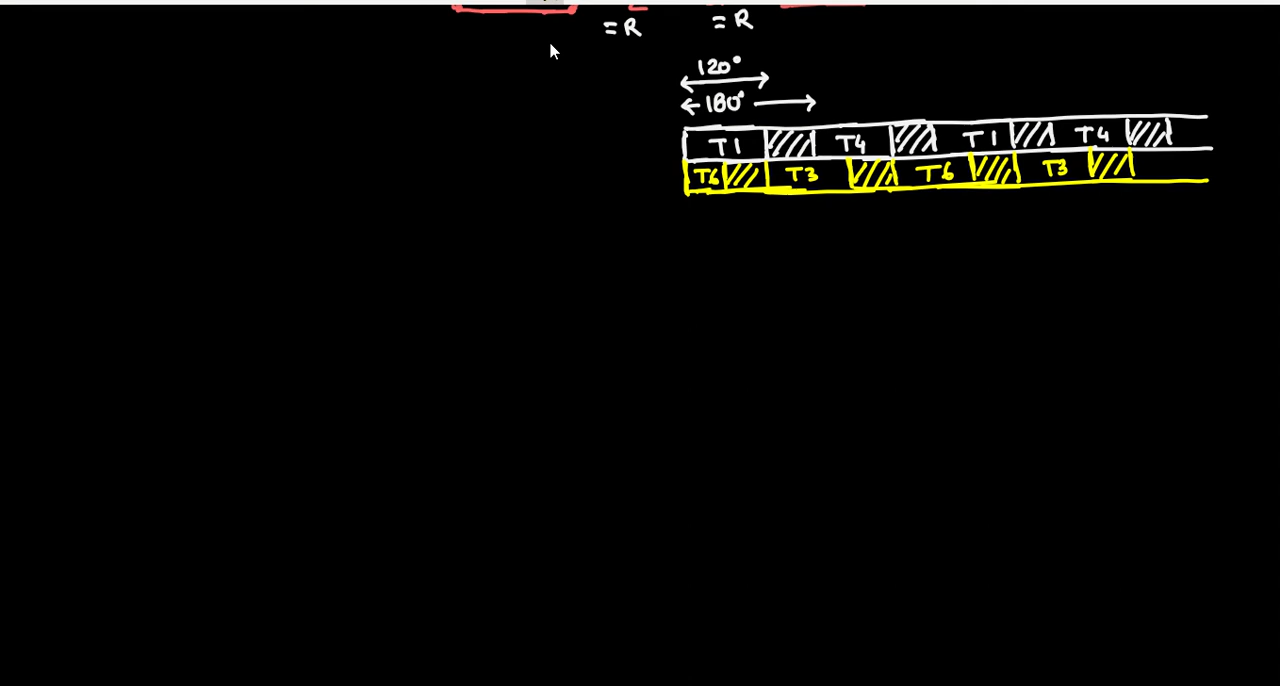 = R = R
120°
180°
T1 T4 T1 T4
T6 T3 T6 T3